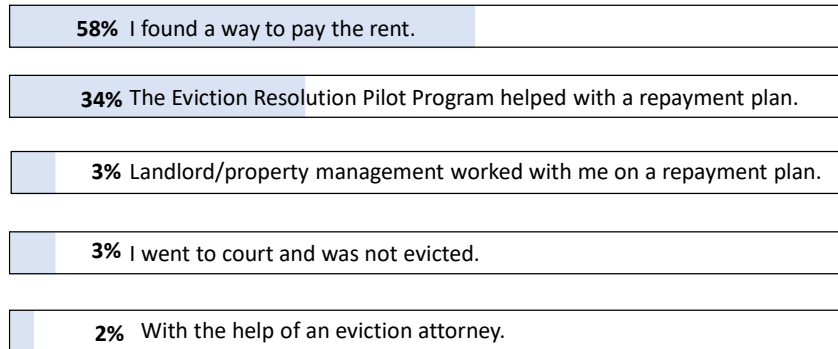 58% I found a way to pay the rent.
34% The Eviction Resolution Pilot Program helped with a repayment plan.
3% Landlord/property management worked with me on a repayment plan.
3% I went to court and was not evicted.
2% With the help of an eviction attorney.